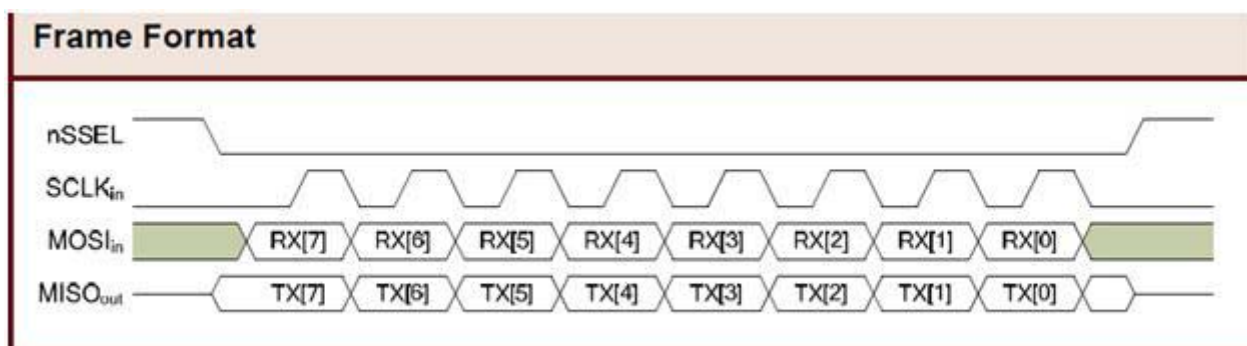 Frame Format
nSSEL
SCLKin
MOSIin RX[7] RX[6] RX[5] RX[4] RX[3] RX[2] RX[1] RX[0]
MISOout TX[7] TX[6] TX[5] TX[4] TX[3] TX[2] TX[1] TX[0]